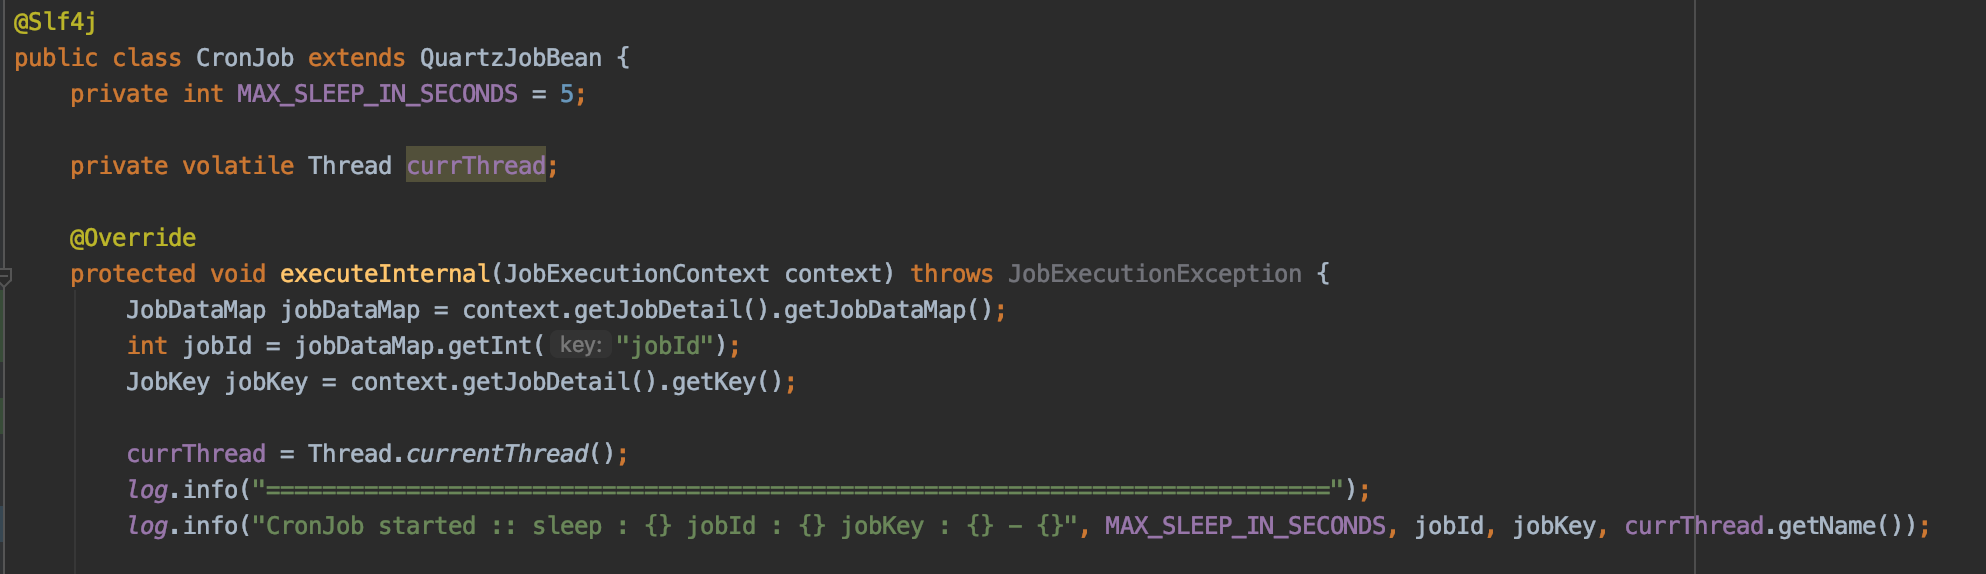 @Slf4j
public class CronJob extends QuartzJobBean {
private int MAX_SLEEP_IN_SECONDS = 5;
private volatile Thread currThread;
@Override
protected void executeInternal(JobExecutionContext context) throws JobExecutionException {
JobDataMap jobDataMap = context.getJobDetail().getJobDataMap();
int jobId = jobDataMap.getInt( key: "jobId");
JobKey jobKey = context.getJobDetail().getKey();
currThread = Thread.currentThread();
log.info("============================================================================");
log.info("CronJob started :: sleep : {} jobId : {} jobKey : {} - {}", MAX_SLEEP_IN_SECONDS, jobId, jobKey, currThread.getName());